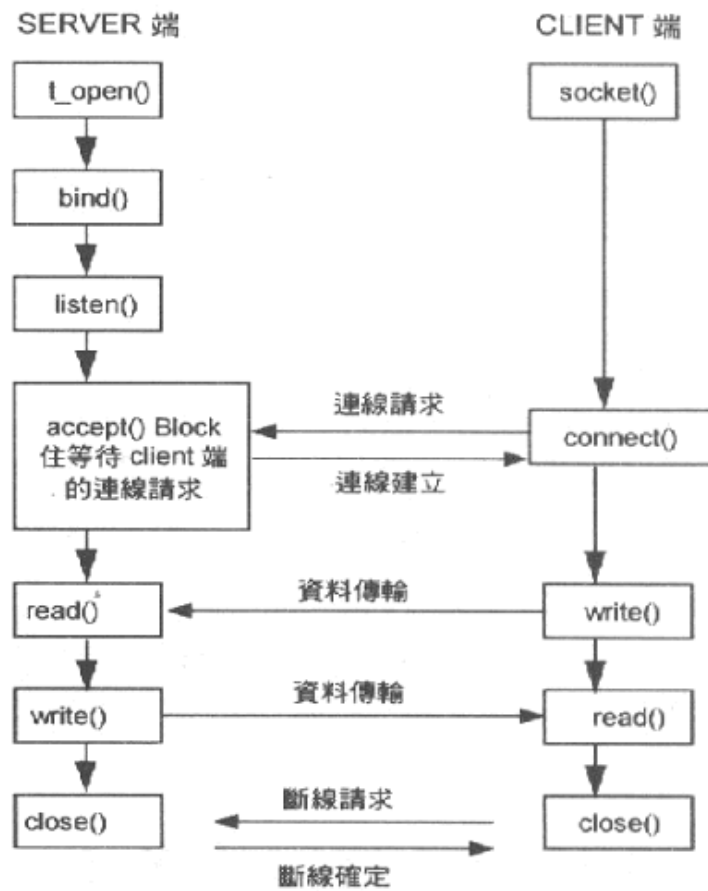 SERVER 端
CLIENT 端
t_open()
socket()
bind()
listen()
accept() Block
住等待 client 端
的連線請求
連線請求
connect()
連線建立
read()
資料傳輸
write()
write()
資料傳輸
read()
close()
斷線請求
close()
斷線確定